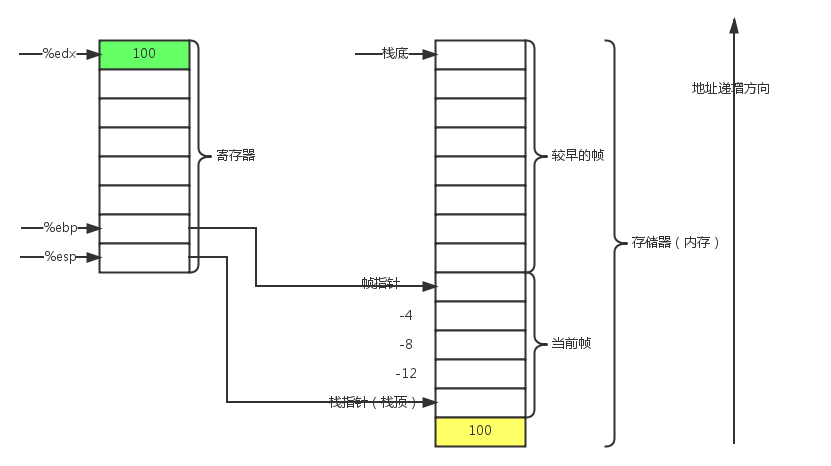 %edx
100
栈底
地址递增方向
寄存器
较早的帧
%ebp
存储器（内存）
%esp
帧指针
-4
-8
当前帧
-12
栈指针（栈顶）
100